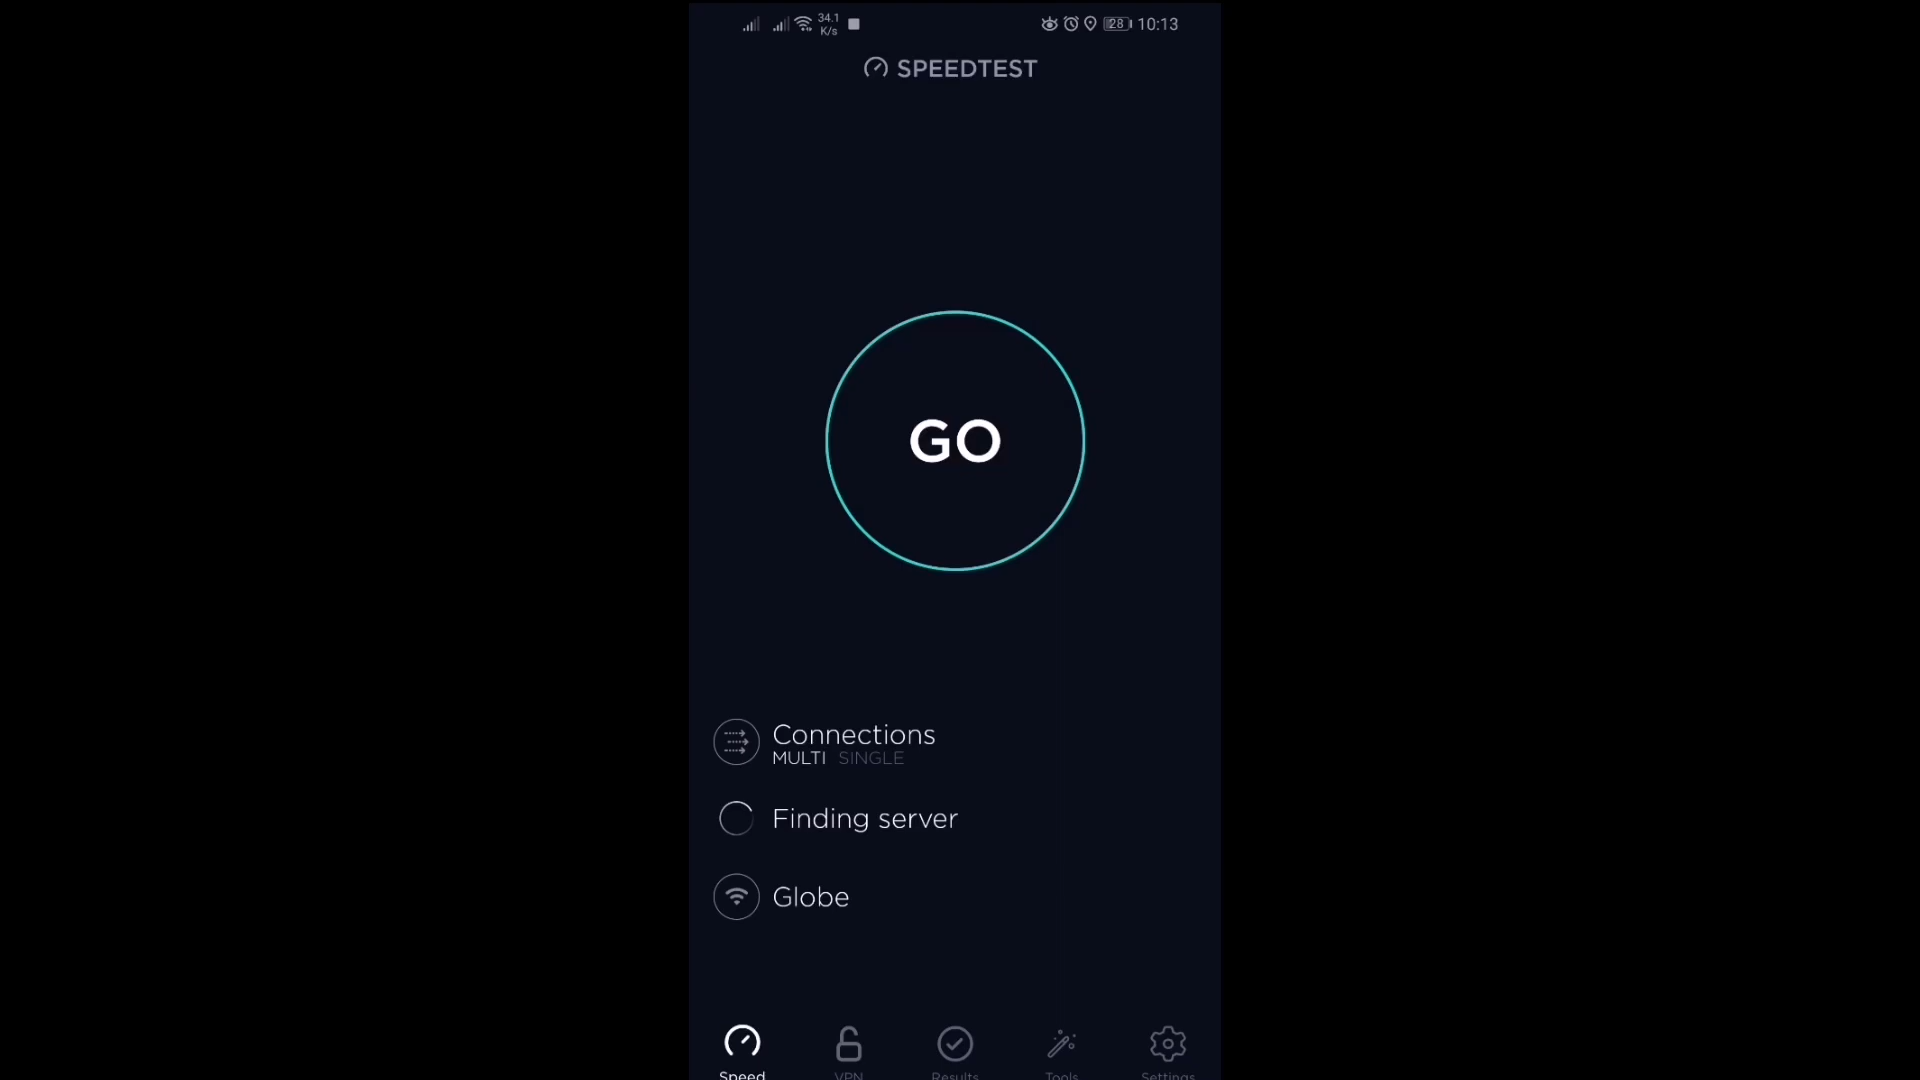 34.1
K/s
28 10:13
SPEEDTEST
GO
Connections
MULTI SINGLE
Finding server
Globe
Speed VPN Results Tools Settings